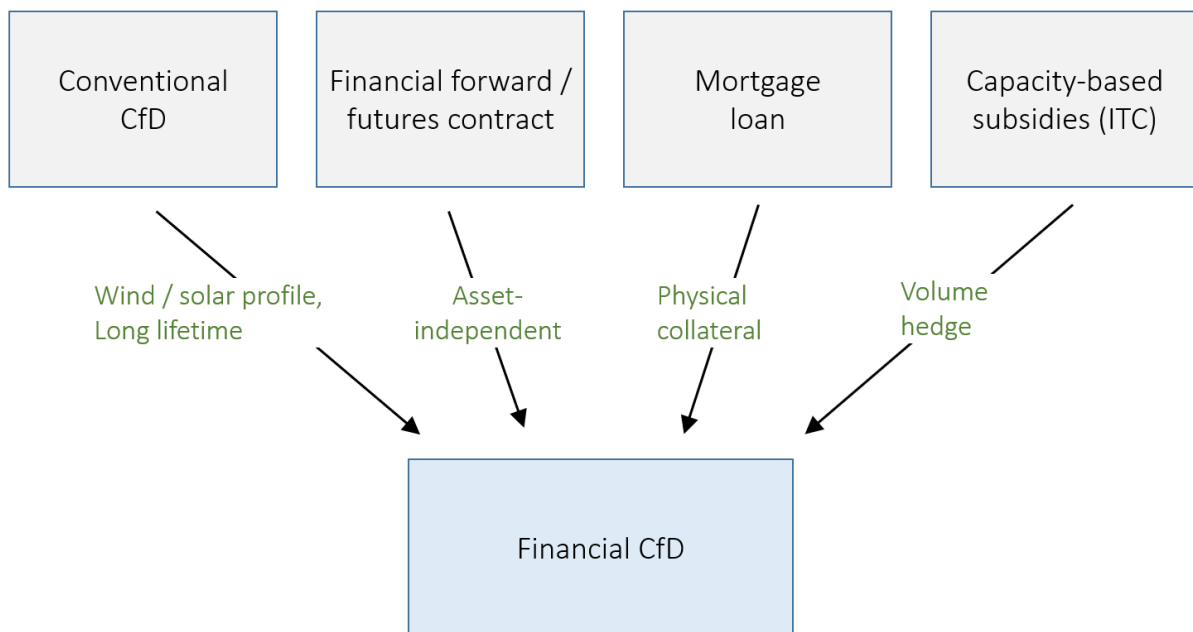 Conventional
CfD
Financial forward /
futures contract
Mortgage
loan
Capacity-based
subsidies (ITC)
Wind / solar profile,
Long lifetime
Asset-
independent
Physical
collateral
Volume
hedge
Financial CfD